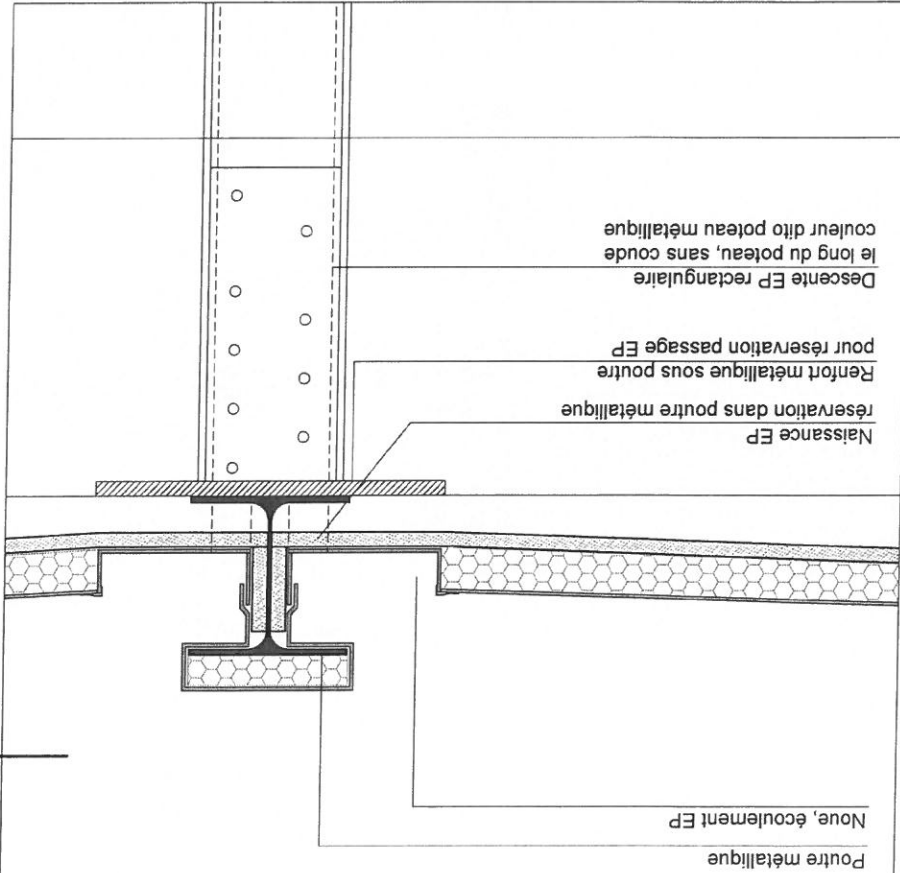 Poutre métallique
Noue, écoulement EP
Naissance EP
réservation dans poutre métallique
Renfort métallique sous poutre
pour réservation passage EP
Descente EP rectangulaire
le long du poteau, sans coude
couleur dito poteau métallique